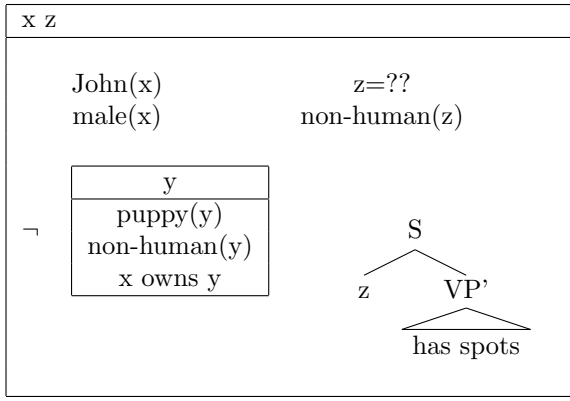 x z
John(x) z=??
male(x) non-human(z)
y
puppy(y)
¬ non-human(y)
x owns y
S
z VP'
has spots